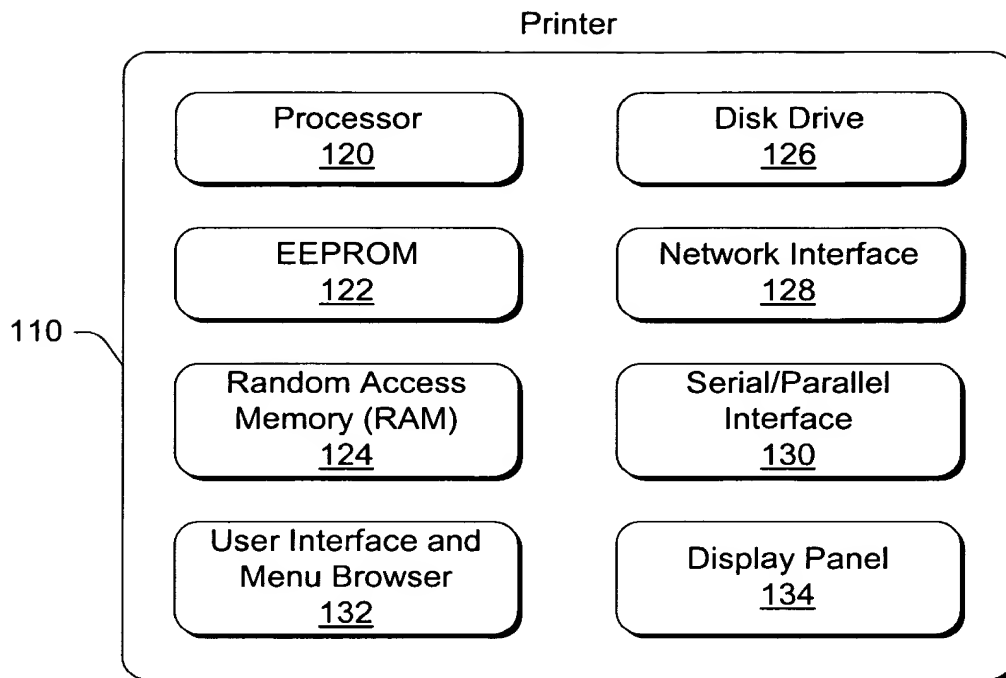 Printer
Processor
120
Disk Drive
126
EEPROM
122
Network Interface
128
110
Random Access
Memory (RAM)
124
Serial/Parallel
Interface
130
User Interface and
Menu Browser
132
Display Panel
134